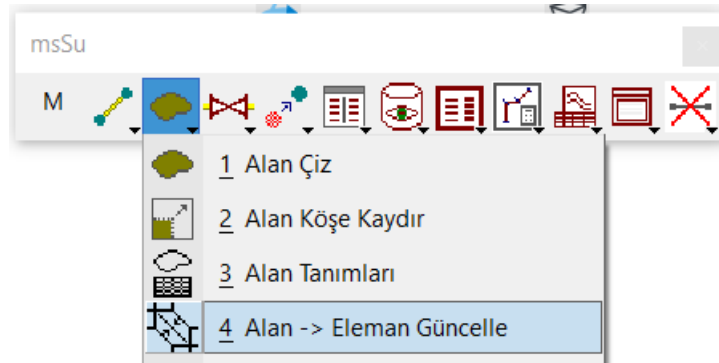 msSu
M
1 Alan Çiz
2 Alan Köşe Kaydır
3 Alan Tanımları
4 Alan -> Eleman Güncelle